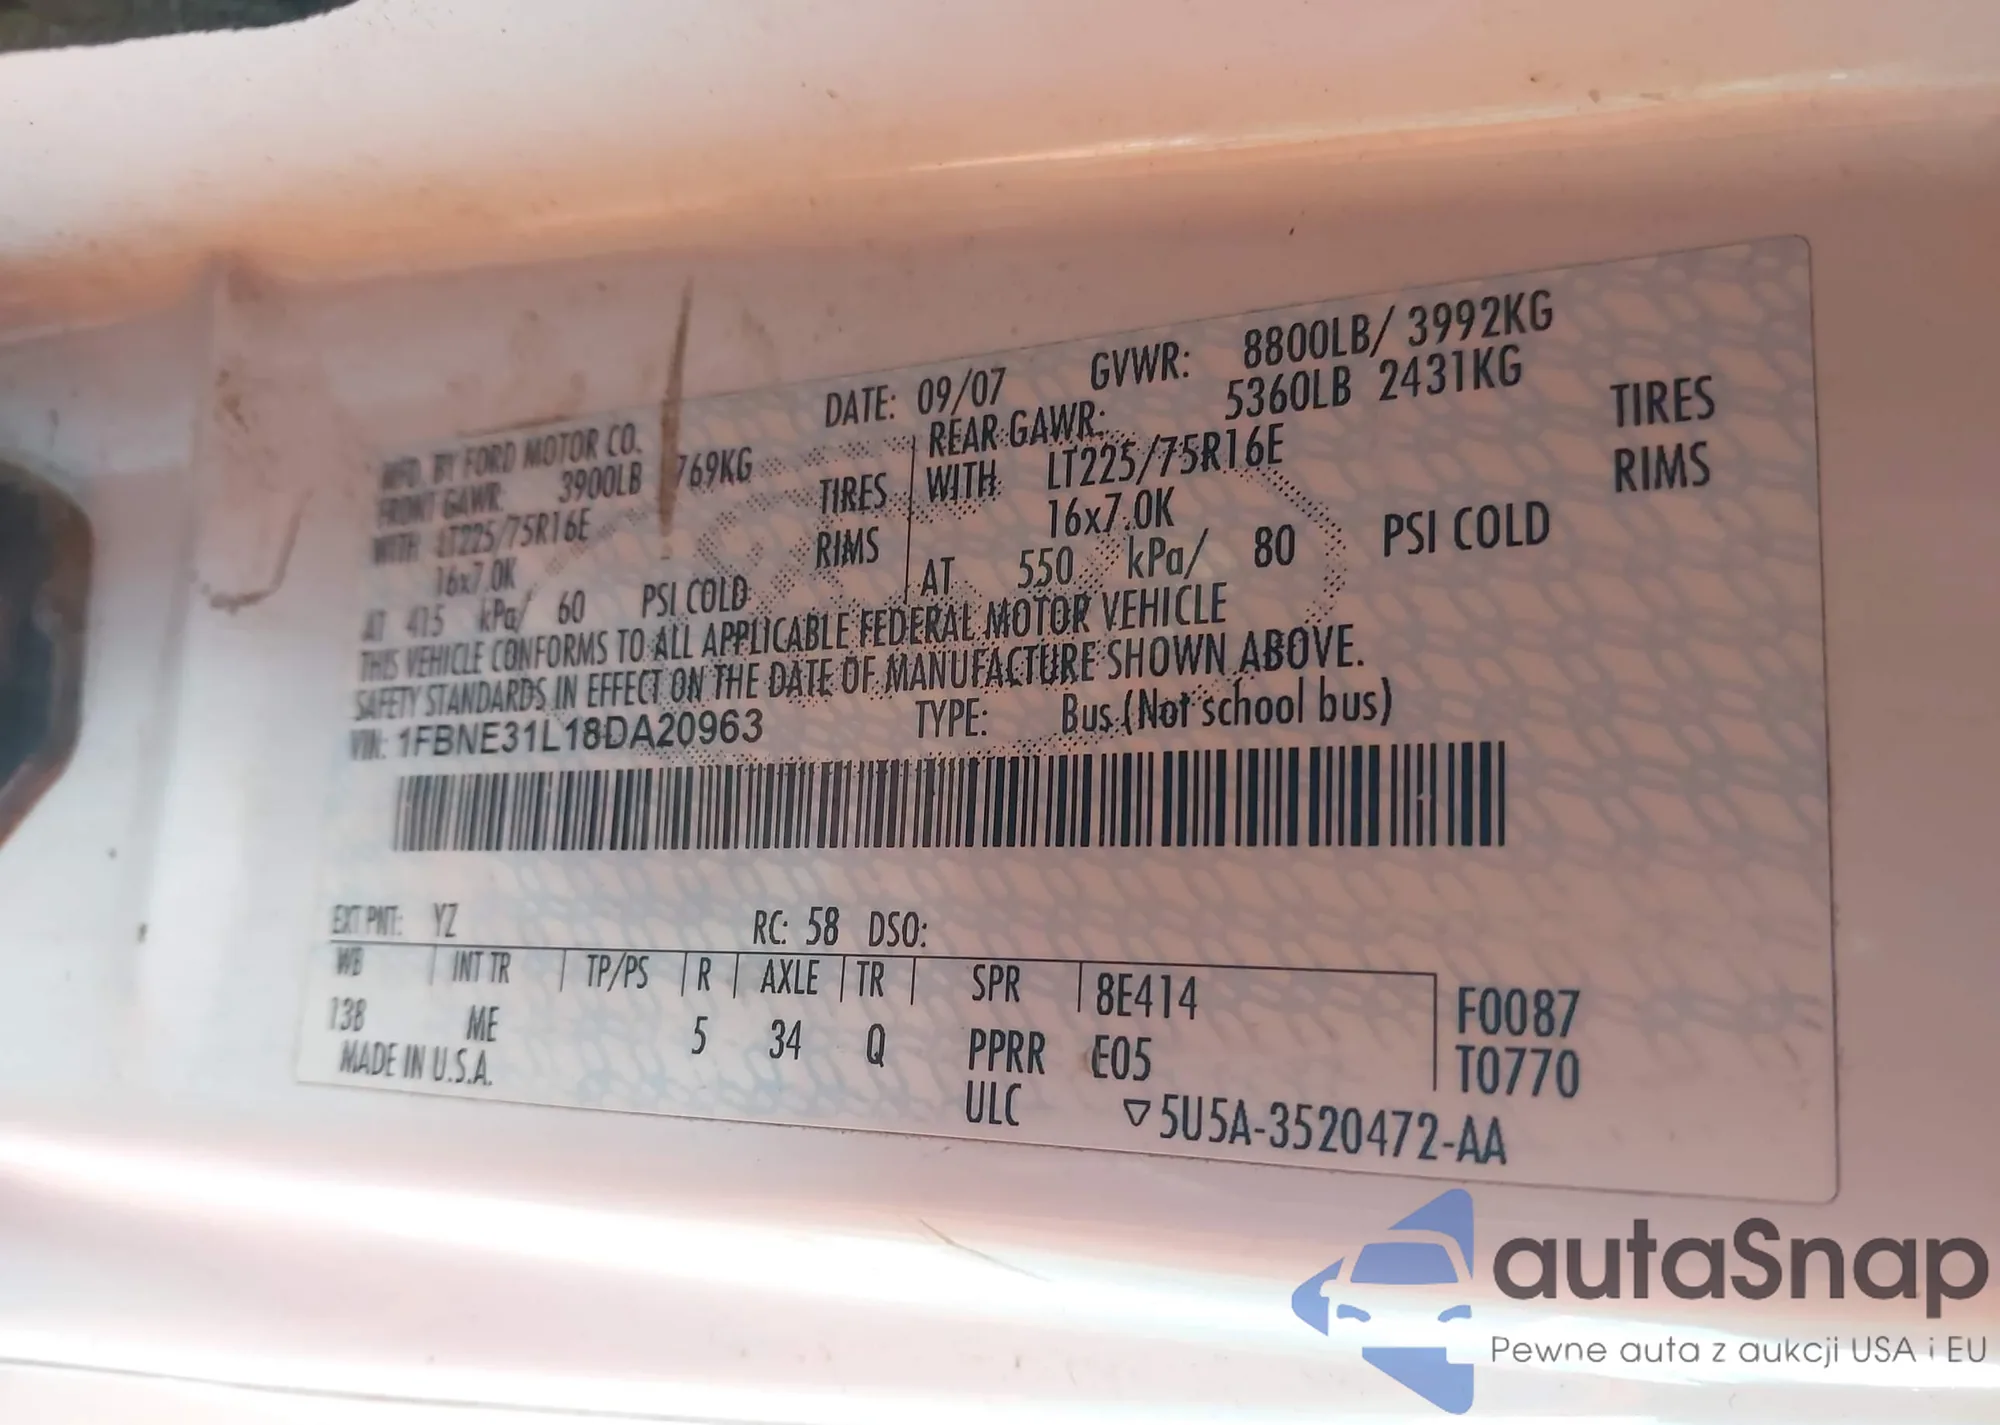 MFD. BY FORD MOTOR CO. DATE: 09/07 GVWR: 8800LB/ 3992KG
FRONT GAWR: 3900LB 769KG REAR GAWR: 5360LB 2431KG
WITH LT225/75R16E TIRES WITH LT225/75R16E TIRES
16x7.0K RIMS 16x7.0K RIMS
AT 415 kPa/ 60 PSI COLD AT 550 kPa/ 80 PSI COLD
THIS VEHICLE CONFORMS TO ALL APPLICABLE FEDERAL MOTOR VEHICLE
SAFETY STANDARDS IN EFFECT ON THE DATE OF MANUFACTURE SHOWN ABOVE.
VIN: 1FBNE31L18DA20963 TYPE: Bus (Not school bus)
EXT PNT: YZ RC: 58 DSO:
WB INT TR TP/PS R AXLE TR SPR 8E414 F0087
138 ME 5 34 Q PPRR E05 T0770
MADE IN U.S.A. ULC ▽5U5A-3520472-AA
autaSnap
Pewne auta z aukcji USA i EU